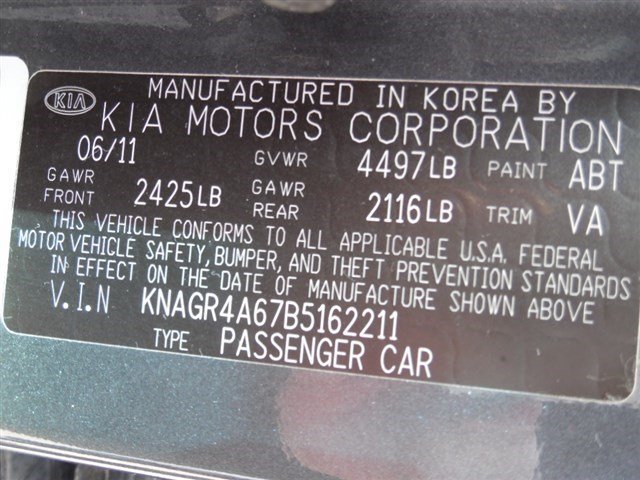 KIA
MANUFACTURED IN KOREA BY
KIA MOTORS CORPORATION
06/11 GVWR 4497LB PAINT ABT
GAWR FRONT 2425LB GAWR REAR 2116LB TRIM VA
THIS VEHICLE CONFORMS TO ALL APPLICABLE U.S.A. FEDERAL
MOTOR VEHICLE SAFETY, BUMPER, AND THEFT PREVENTION STANDARDS
IN EFFECT ON THE DATE OF MANUFACTURE SHOWN ABOVE
V.I.N KNAGR4A67B5162211
TYPE PASSENGER CAR